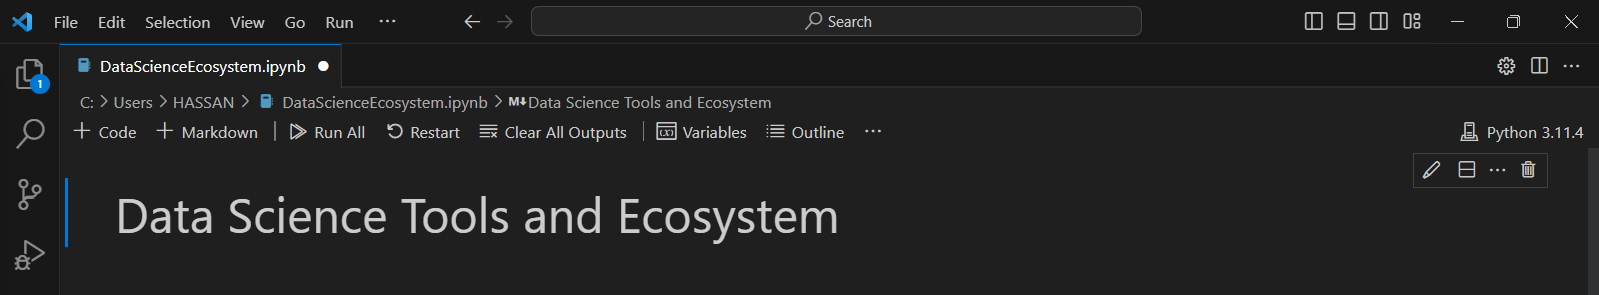 File Edit Selection View Go Run ··· Search
DataScienceEcosystem.ipynb
1
C: > Users > HASSAN > DataScienceEcosystem.ipynb > M↓Data Science Tools and Ecosystem
+ Code + Markdown | Run All Restart Clear All Outputs | (x) Variables Outline ··· Python 3.11.4
Data Science Tools and Ecosystem